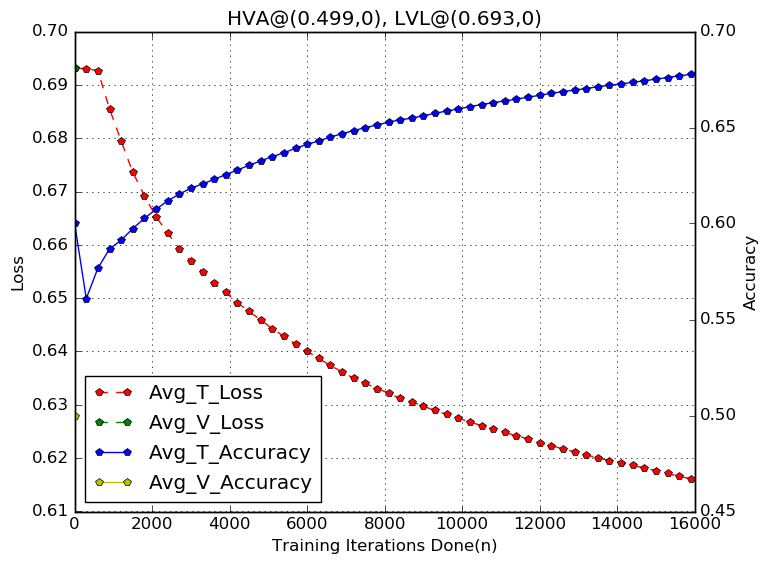 HVA@(0.499,0), LVL@(0.693,0)
0.70
0.69
0.68
0.67
0.66
0.65
0.64
0.63
0.62
0.61
Loss
0.70
0.65
0.60
0.55
0.50
0.45
Accuracy
Avg_T_Loss
Avg_V_Loss
Avg_T_Accuracy
Avg_V_Accuracy
0 2000 4000 6000 8000 10000 12000 14000 16000
Training Iterations Done(n)